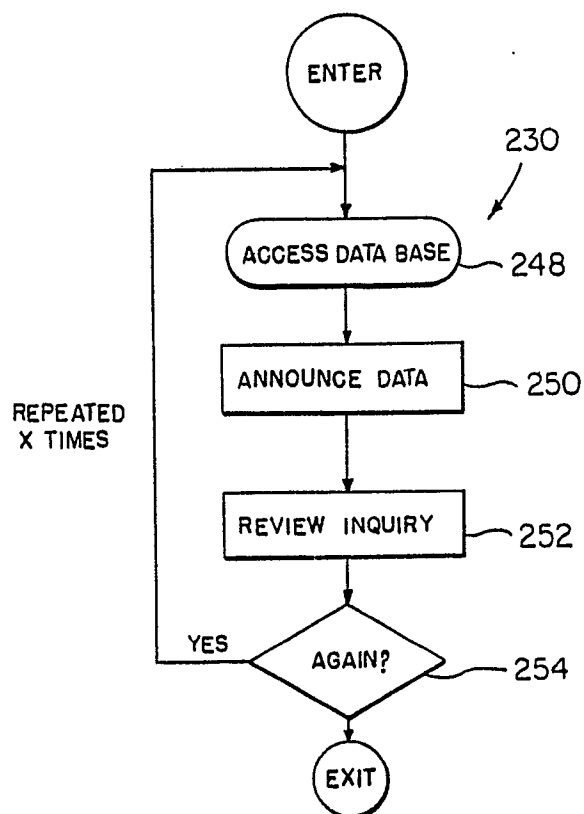 ENTER
230
ACCESS DATA BASE
248
ANNOUNCE DATA
250
REPEATED
X TIMES
REVIEW INQUIRY
252
YES
AGAIN?
254
EXIT